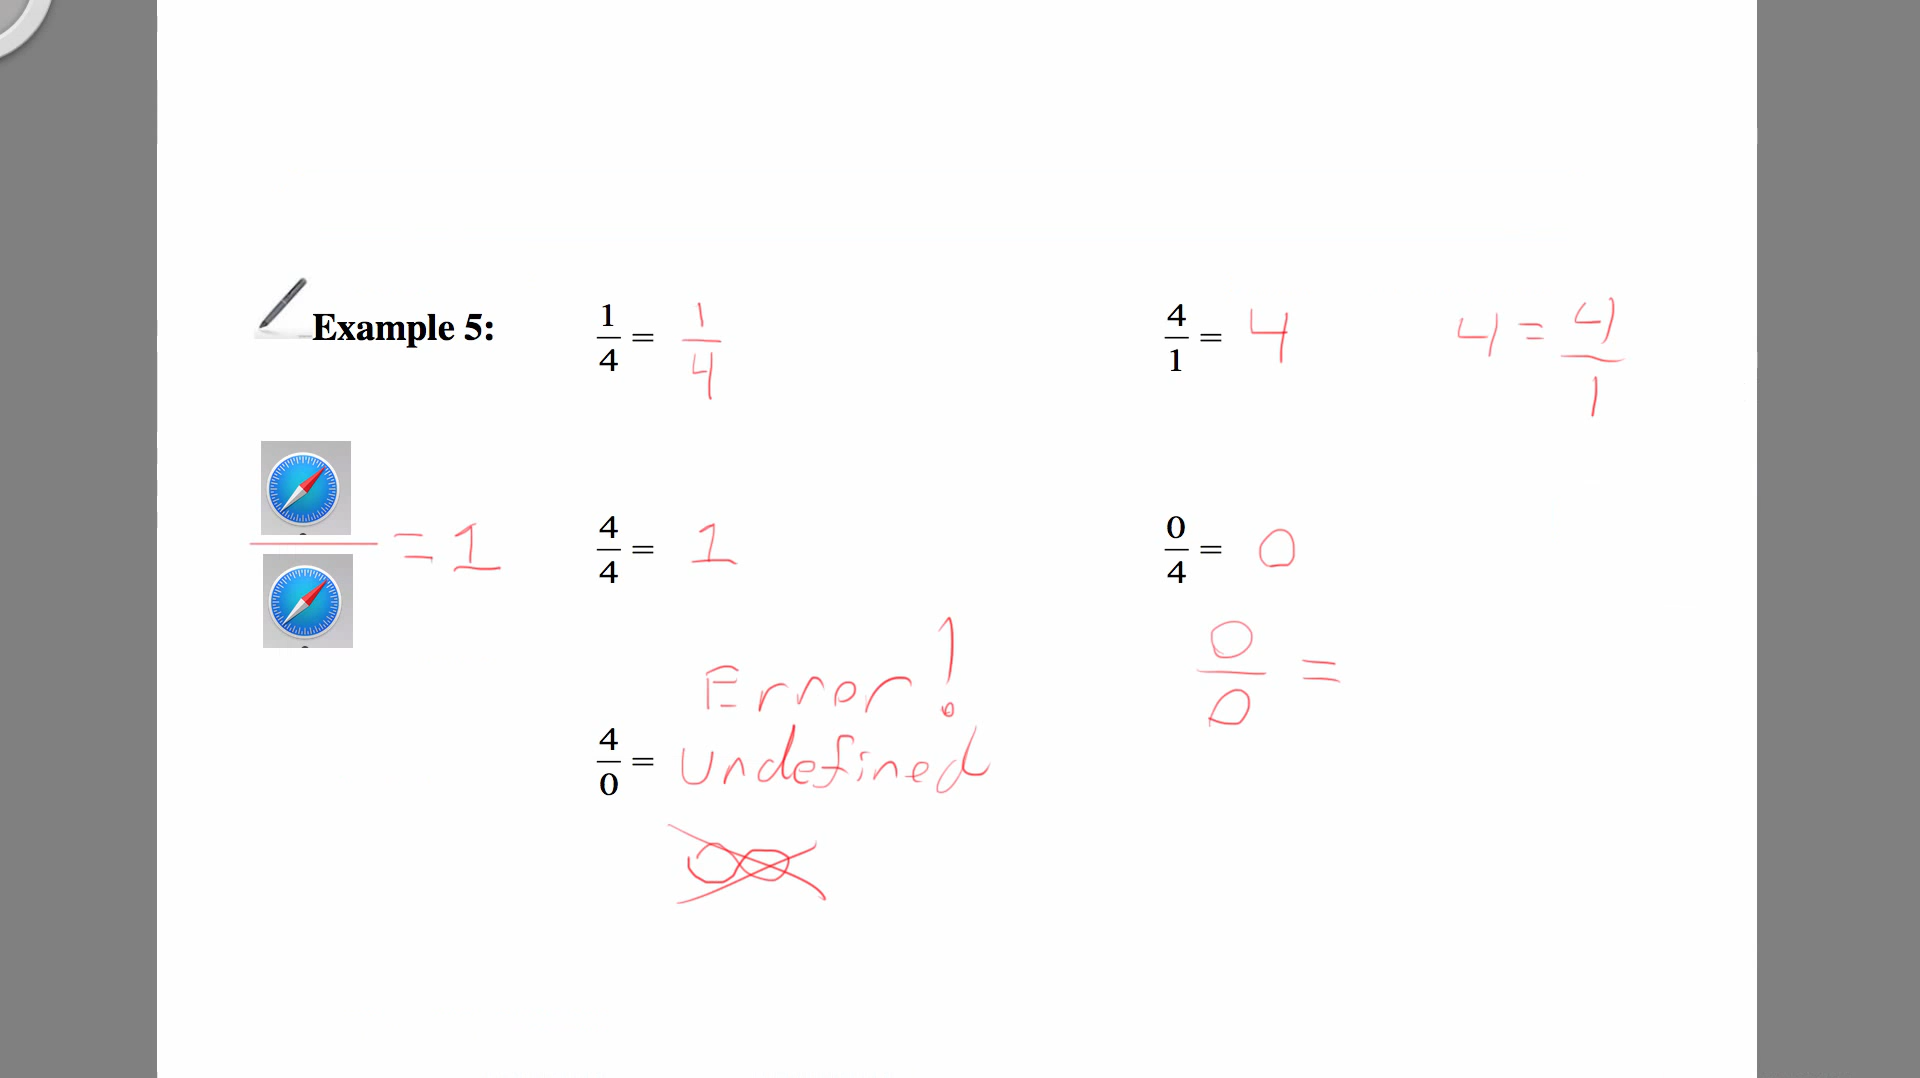 Example 5:
1/4 = 1/4
4/1 = 4
4 = 4/1
= 1
4/4 = 1
0/4 = 0
0/0 =
Error!
4/0 = undefined
∞